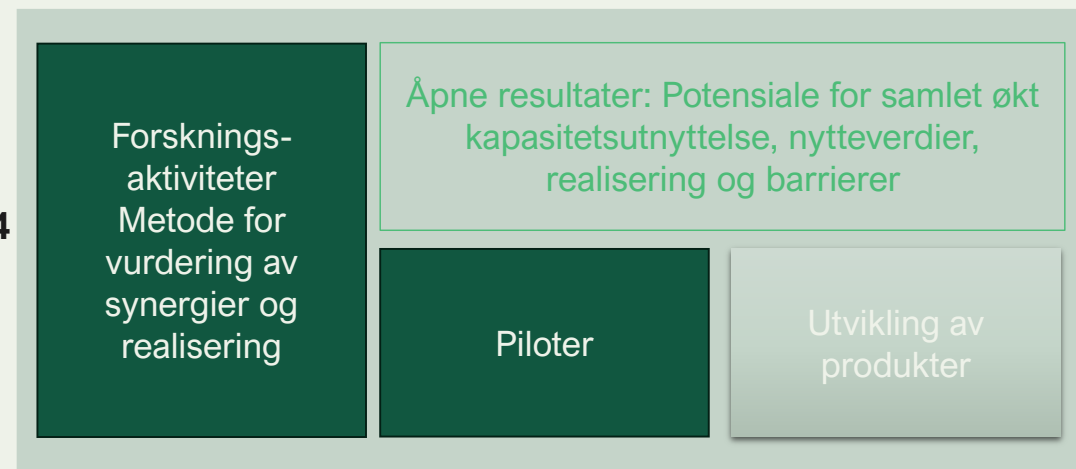 4
Forsknings-
aktiviteter
Metode for
vurdering av
synergier og
realisering
Åpne resultater: Potensiale for samlet økt
kapasitetsutnyttelse, nytteverdier,
realisering og barrierer
Piloter
Utvikling av
produkter